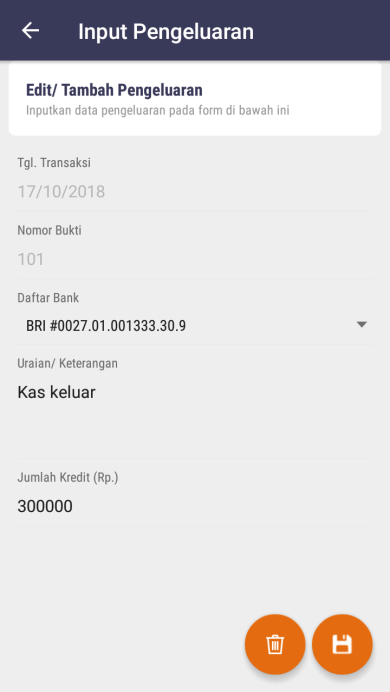 Input Pengeluaran
Edit/ Tambah Pengeluaran
Inputkan data pengeluaran pada form di bawah ini
Tgl. Transaksi
17/10/2018
Nomor Bukti
101
Daftar Bank
BRI #0027.01.001333.30.9
Uraian/ Keterangan
Kas keluar
Jumlah Kredit (Rp.)
300000